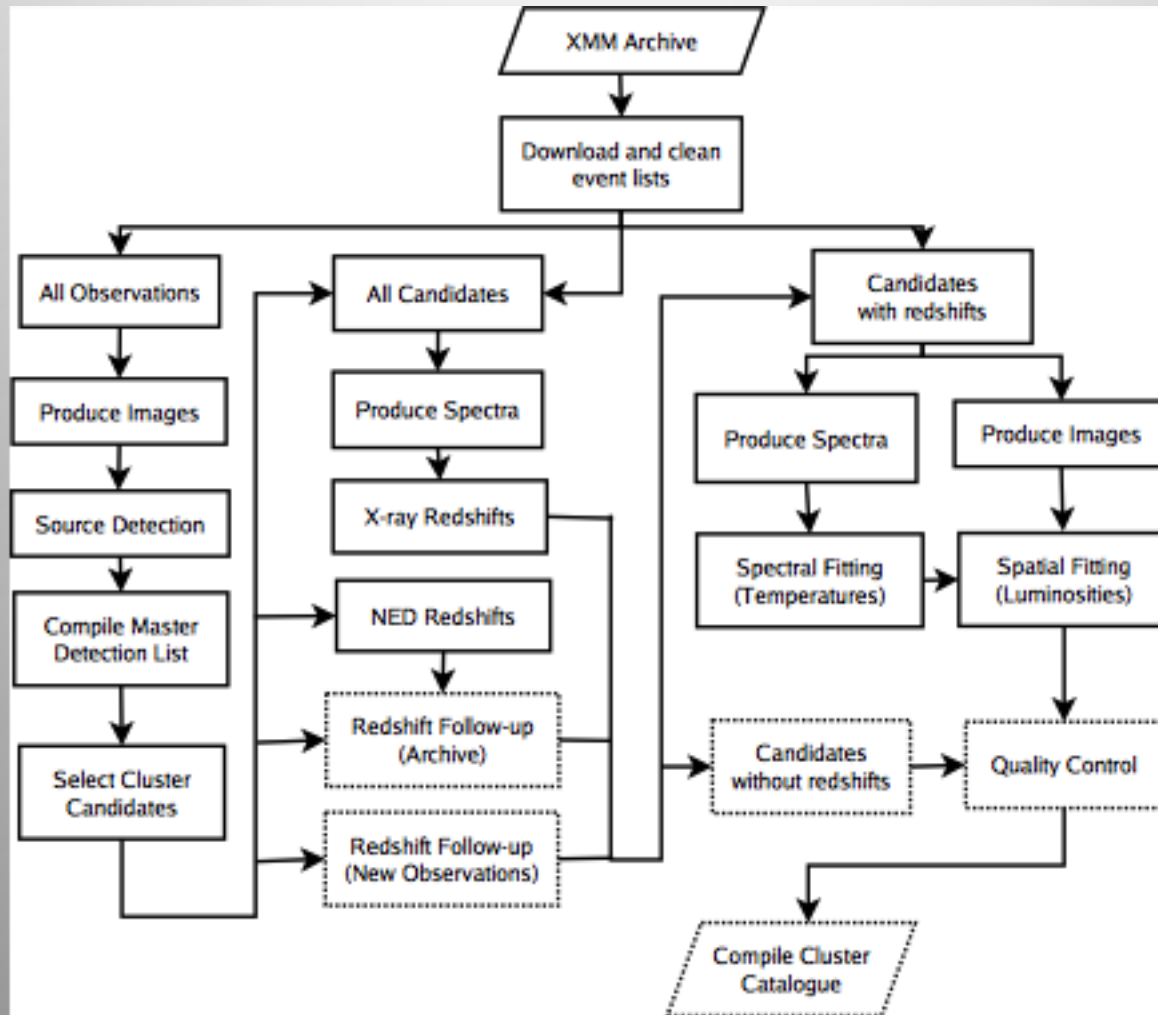 XMM Archive
Download and clean
event lists
All Observations
Produce Images
Source Detection
Compile Master
Detection List
Select Cluster
Candidates
All Candidates
Produce Spectra
X-ray Redshifts
NED Redshifts
Redshift Follow-up
(Archive)
Redshift Follow-up
(New Observations)
Candidates
with redshifts
Produce Spectra
Produce Images
Spectral Fitting
(Temperatures)
Spatial Fitting
(Luminosities)
Candidates
without redshifts
Quality Control
Compile Cluster
Catalogue